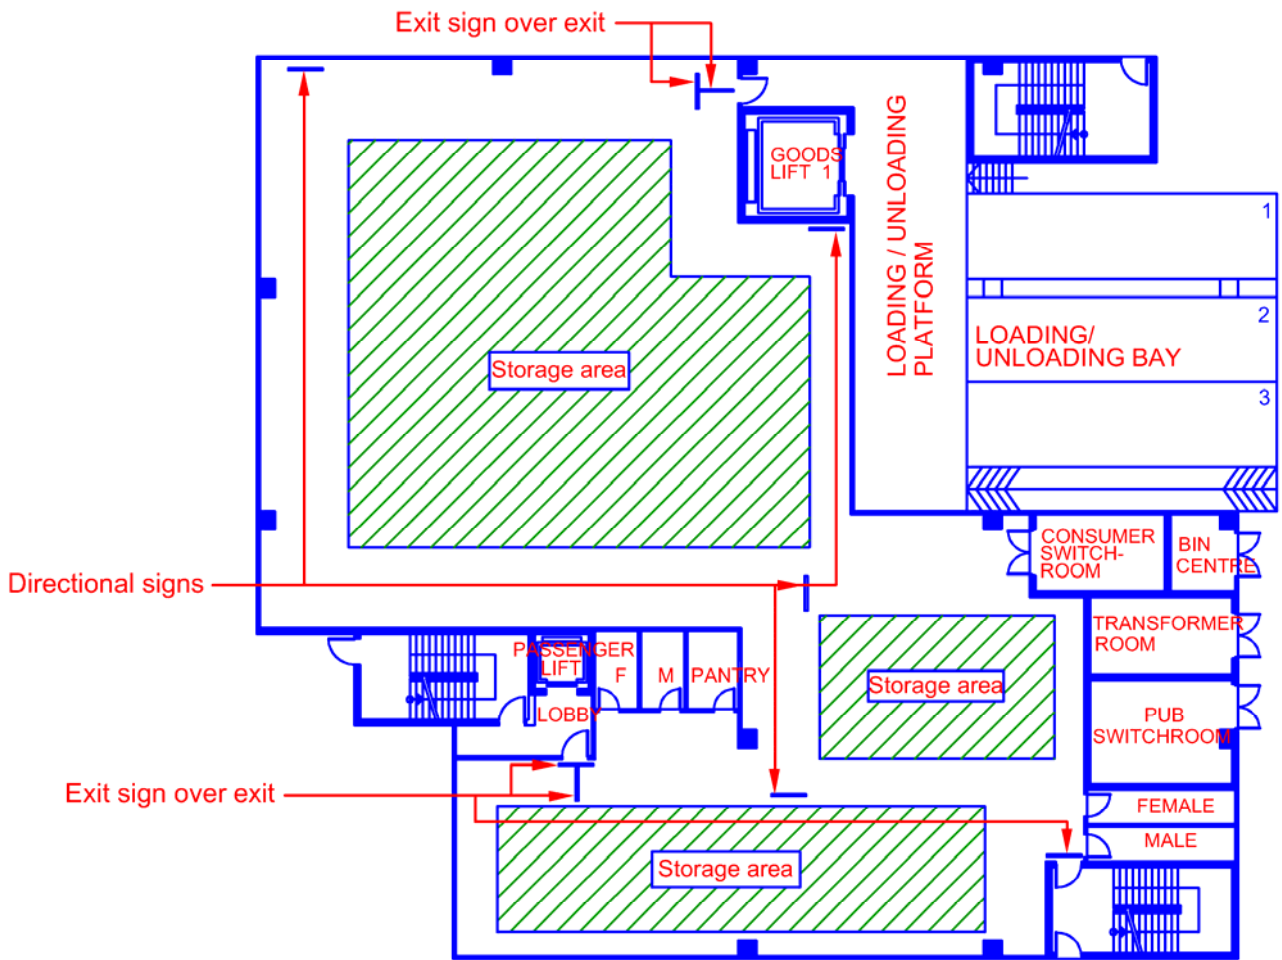 Exit sign over exit
GOODS
LIFT 1
LOADING / UNLOADING
PLATFORM
1
2
LOADING/
UNLOADING BAY
3
Storage area
CONSUMER
SWITCH-
ROOM
BIN
CENTRE
Directional signs
TRANSFORMER
ROOM
PASSENGER
LIFT
F
M
PANTRY
Storage area
LOBBY
PUB
SWITCHROOM
Exit sign over exit
FEMALE
MALE
Storage area